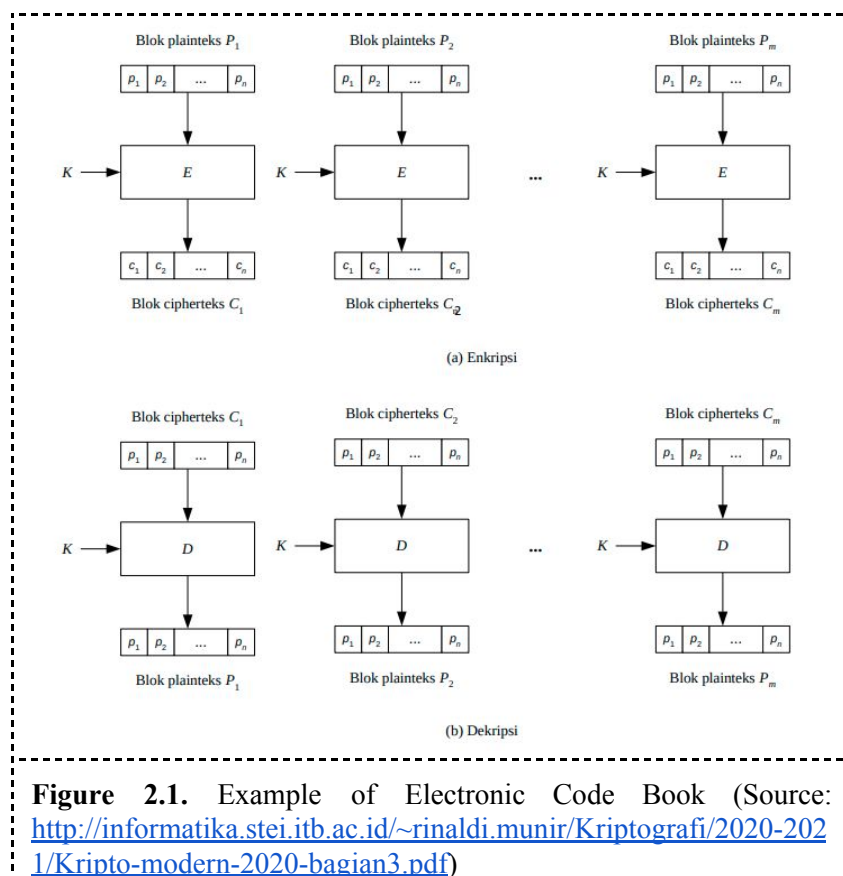 Blok plainteks P1 Blok plainteks P2 Blok plainteks Pm
p1 p2 ... pn p1 p2 ... pn p1 p2 ... pn
K E K E ... K E
c1 c2 ... cn c1 c2 ... cn c1 c2 ... cn
Blok cipherteks C1 Blok cipherteks C2 Blok cipherteks Cm
(a) Enkripsi
Blok cipherteks C1 Blok cipherteks C2 Blok cipherteks Cm
p1 p2 ... pn p1 p2 ... pn p1 p2 ... pn
K D K D ... K D
p1 p2 ... pn p1 p2 ... pn p1 p2 ... pn
Blok plainteks P1 Blok plainteks P2 Blok plainteks Pm
(b) Dekripsi
Figure 2.1. Example of Electronic Code Book (Source:
http://informatika.stei.itb.ac.id/~rinaldi.munir/Kriptografi/2020-202
1/Kripto-modern-2020-bagian3.pdf)